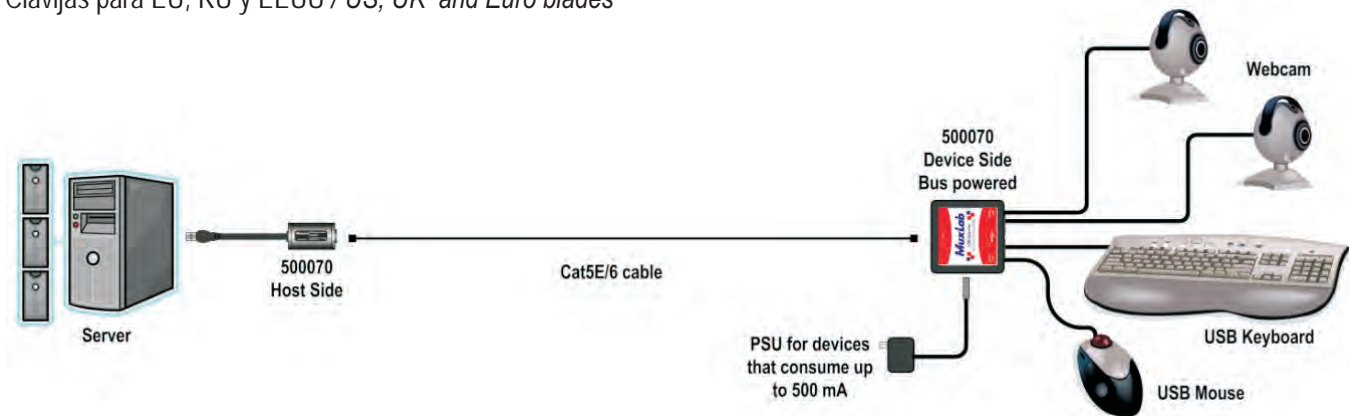 Clavijas para EU, RU y EEUU / US, UK and Euro blades
Webcam
500070
Device Side
Bus powered
MuxLab
500070
Host Side
Cat5E/6 cable
Server
PSU for devices
that consume up
to 500 mA
USB Keyboard
USB Mouse